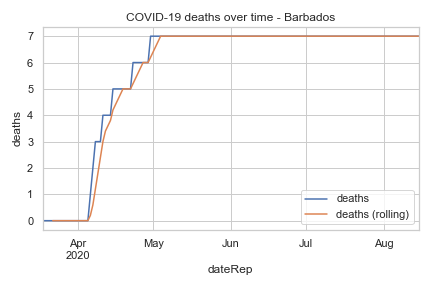 COVID-19 deaths over time - Barbados
deaths
7
6
5
4
3
2
1
0
Apr
2020
May
Jun
Jul
Aug
dateRep
deaths
deaths (rolling)